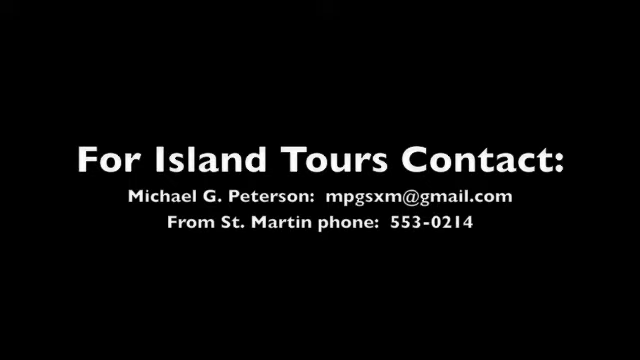 For Island Tours Contact:
Michael G. Peterson: mpgsxm@gmail.com
From St. Martin phone: 553-0214